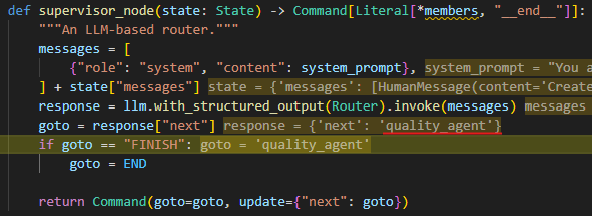 def supervisor_node(state: State) -> Command[Literal[*members, "__end__"]]:
    """An LLM-based router."""
    messages = [
        {"role": "system", "content": system_prompt}, system_prompt = "You a
    ] + state["messages"] state = {'messages': [HumanMessage(content='Create
    response = llm.with_structured_output(Router).invoke(messages) messages
    goto = response["next"] response = {'next': 'quality_agent'}
    if goto == "FINISH": goto = 'quality_agent'
        goto = END
    return Command(goto=goto, update={"next": goto})